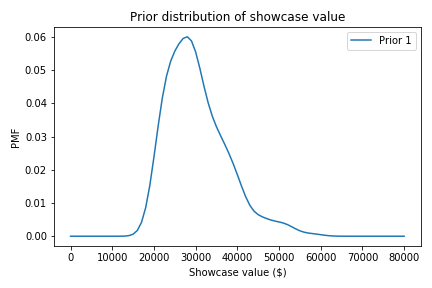 Prior distribution of showcase value
Prior 1
PMF
0.06
0.05
0.04
0.03
0.02
0.01
0.00
0 10000 20000 30000 40000 50000 60000 70000 80000
Showcase value ($)